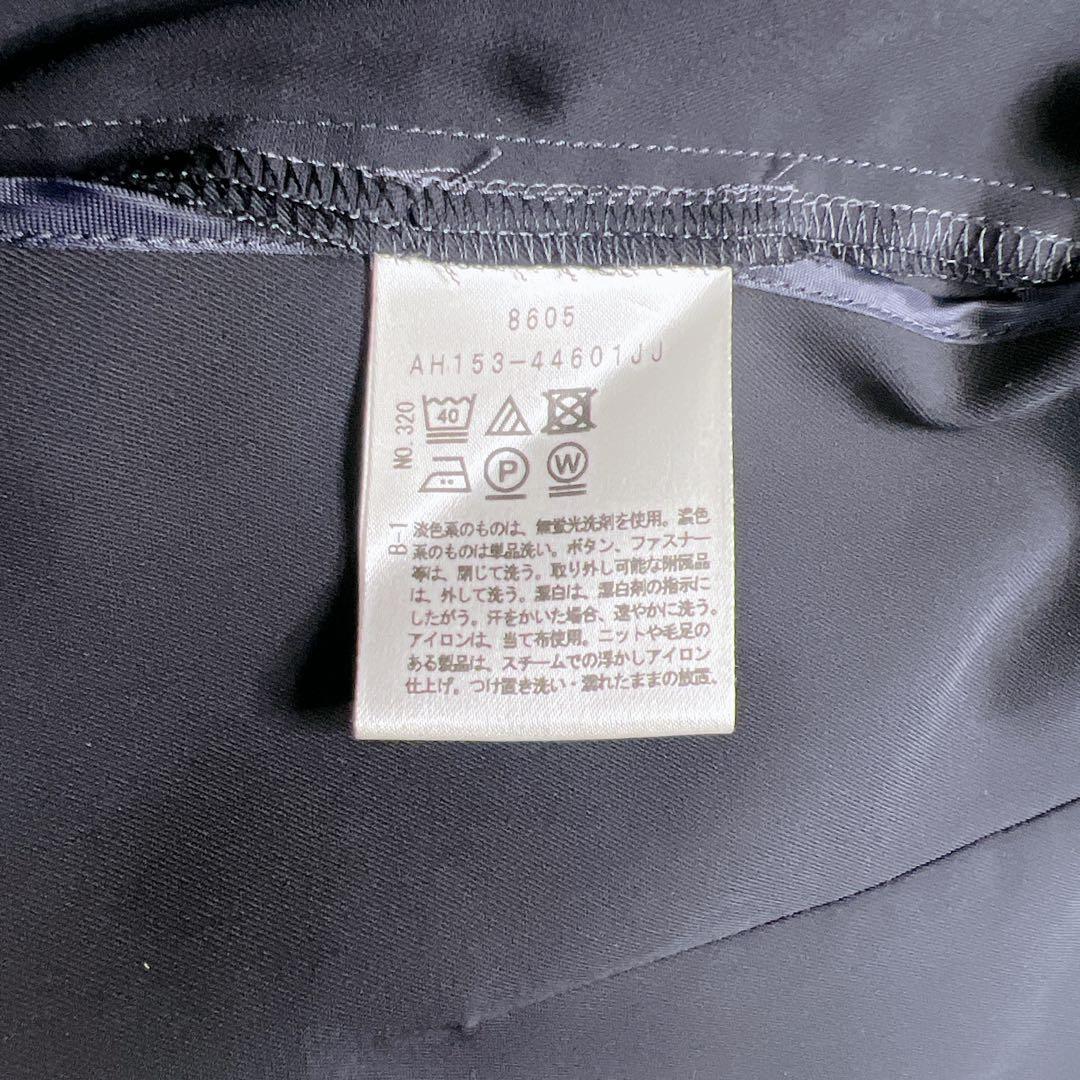 8605
AH153-44601JJ
NO.320
40
P
W
B-1
淡色系のものは、無蛍光洗剤を使用。濃色
系のものは単品洗い。ボタン、ファスナー
等は、閉じて洗う。取り外し可能な附属品
は、外して洗う。漂白は、漂白剤の指示に
したがう。汗をかいた場合、速やかに洗う。
アイロンは、当て布使用。ニットや毛足の
ある製品は、スチームでの浮かしアイロン
仕上げ。つけ置き洗い・濡れたままの放置、